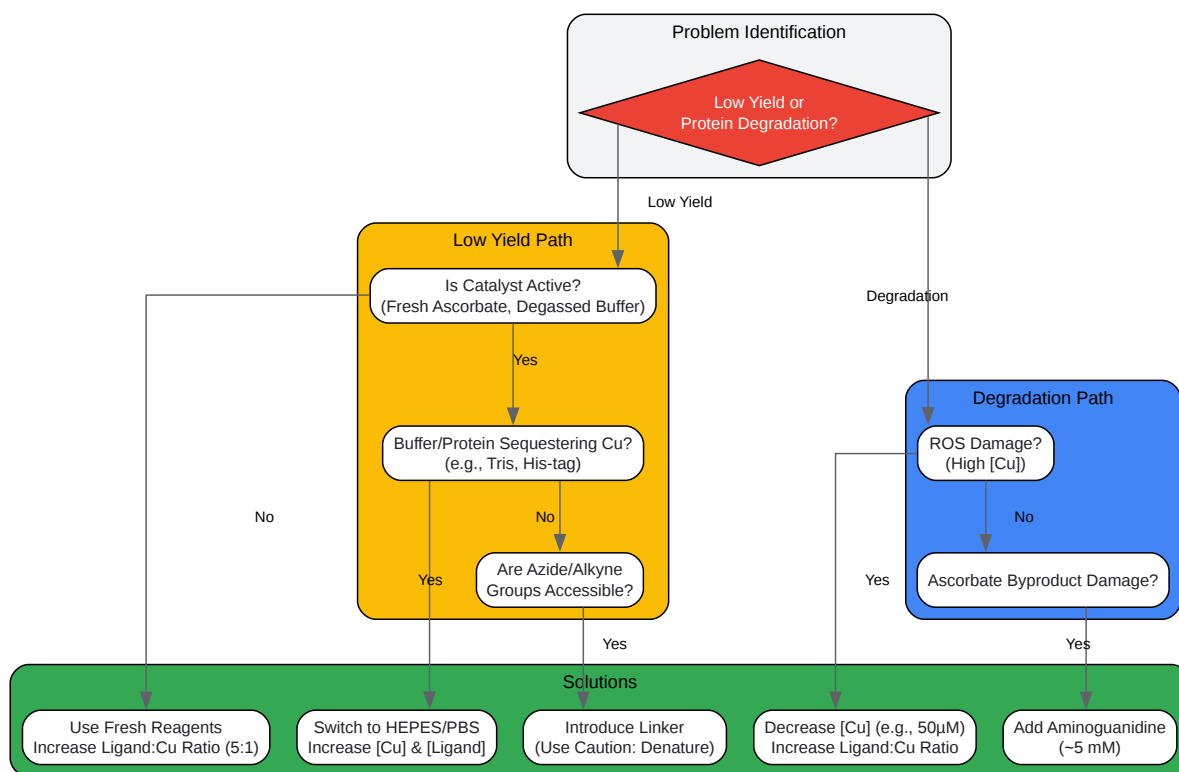 Problem Identification
Low Yield or
Protein Degradation?
Low Yield
Low Yield Path
Is Catalyst Active?
(Fresh Ascorbate, Degassed Buffer)
Degradation
Yes
Degradation Path
Buffer/Protein Sequestering Cu?
(e.g., Tris, His-tag)
ROS Damage?
(High [Cu])
No
No
No
Are Azide/Alkyne
Groups Accessible?
Yes
Yes
Ascorbate Byproduct Damage?
Yes
Yes
Solutions
Use Fresh Reagents
Increase Ligand:Cu Ratio (5:1)
Switch to HEPES/PBS
Increase [Cu] & [Ligand]
Introduce Linker
(Use Caution: Denature)
Decrease [Cu] (e.g., 50µM)
Increase Ligand:Cu Ratio
Add Aminoguanidine
(~5 mM)